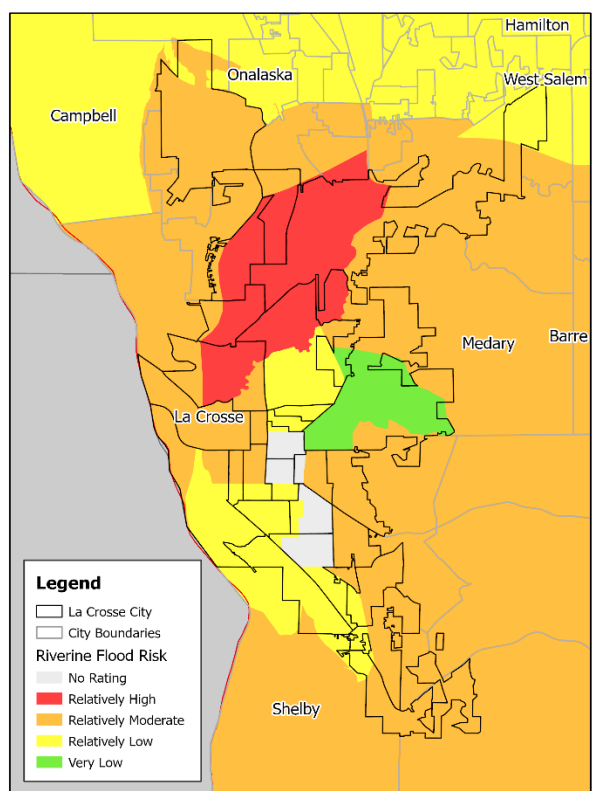 Hamilton
Onalaska
West Salem
Campbell
Medary
Barre
La Crosse
Legend
La Crosse City
City Boundaries
Riverine Flood Risk
No Rating
Relatively High
Relatively Moderate
Relatively Low
Very Low
Shelby